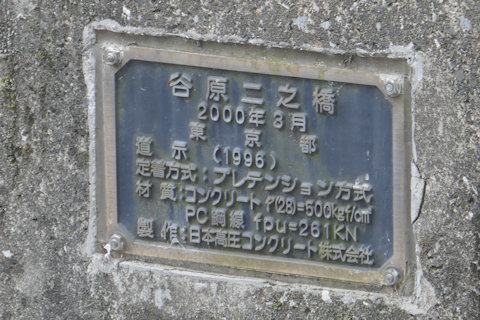 谷原二之橋
2000年3月
東京都
道示 (1996)
定着方式：プレテンション方式
材質：コンクリート f'(28)=500kgf/cm²
PC鋼線 fpu=261KN
製作：日本高圧コンクリート株式会社